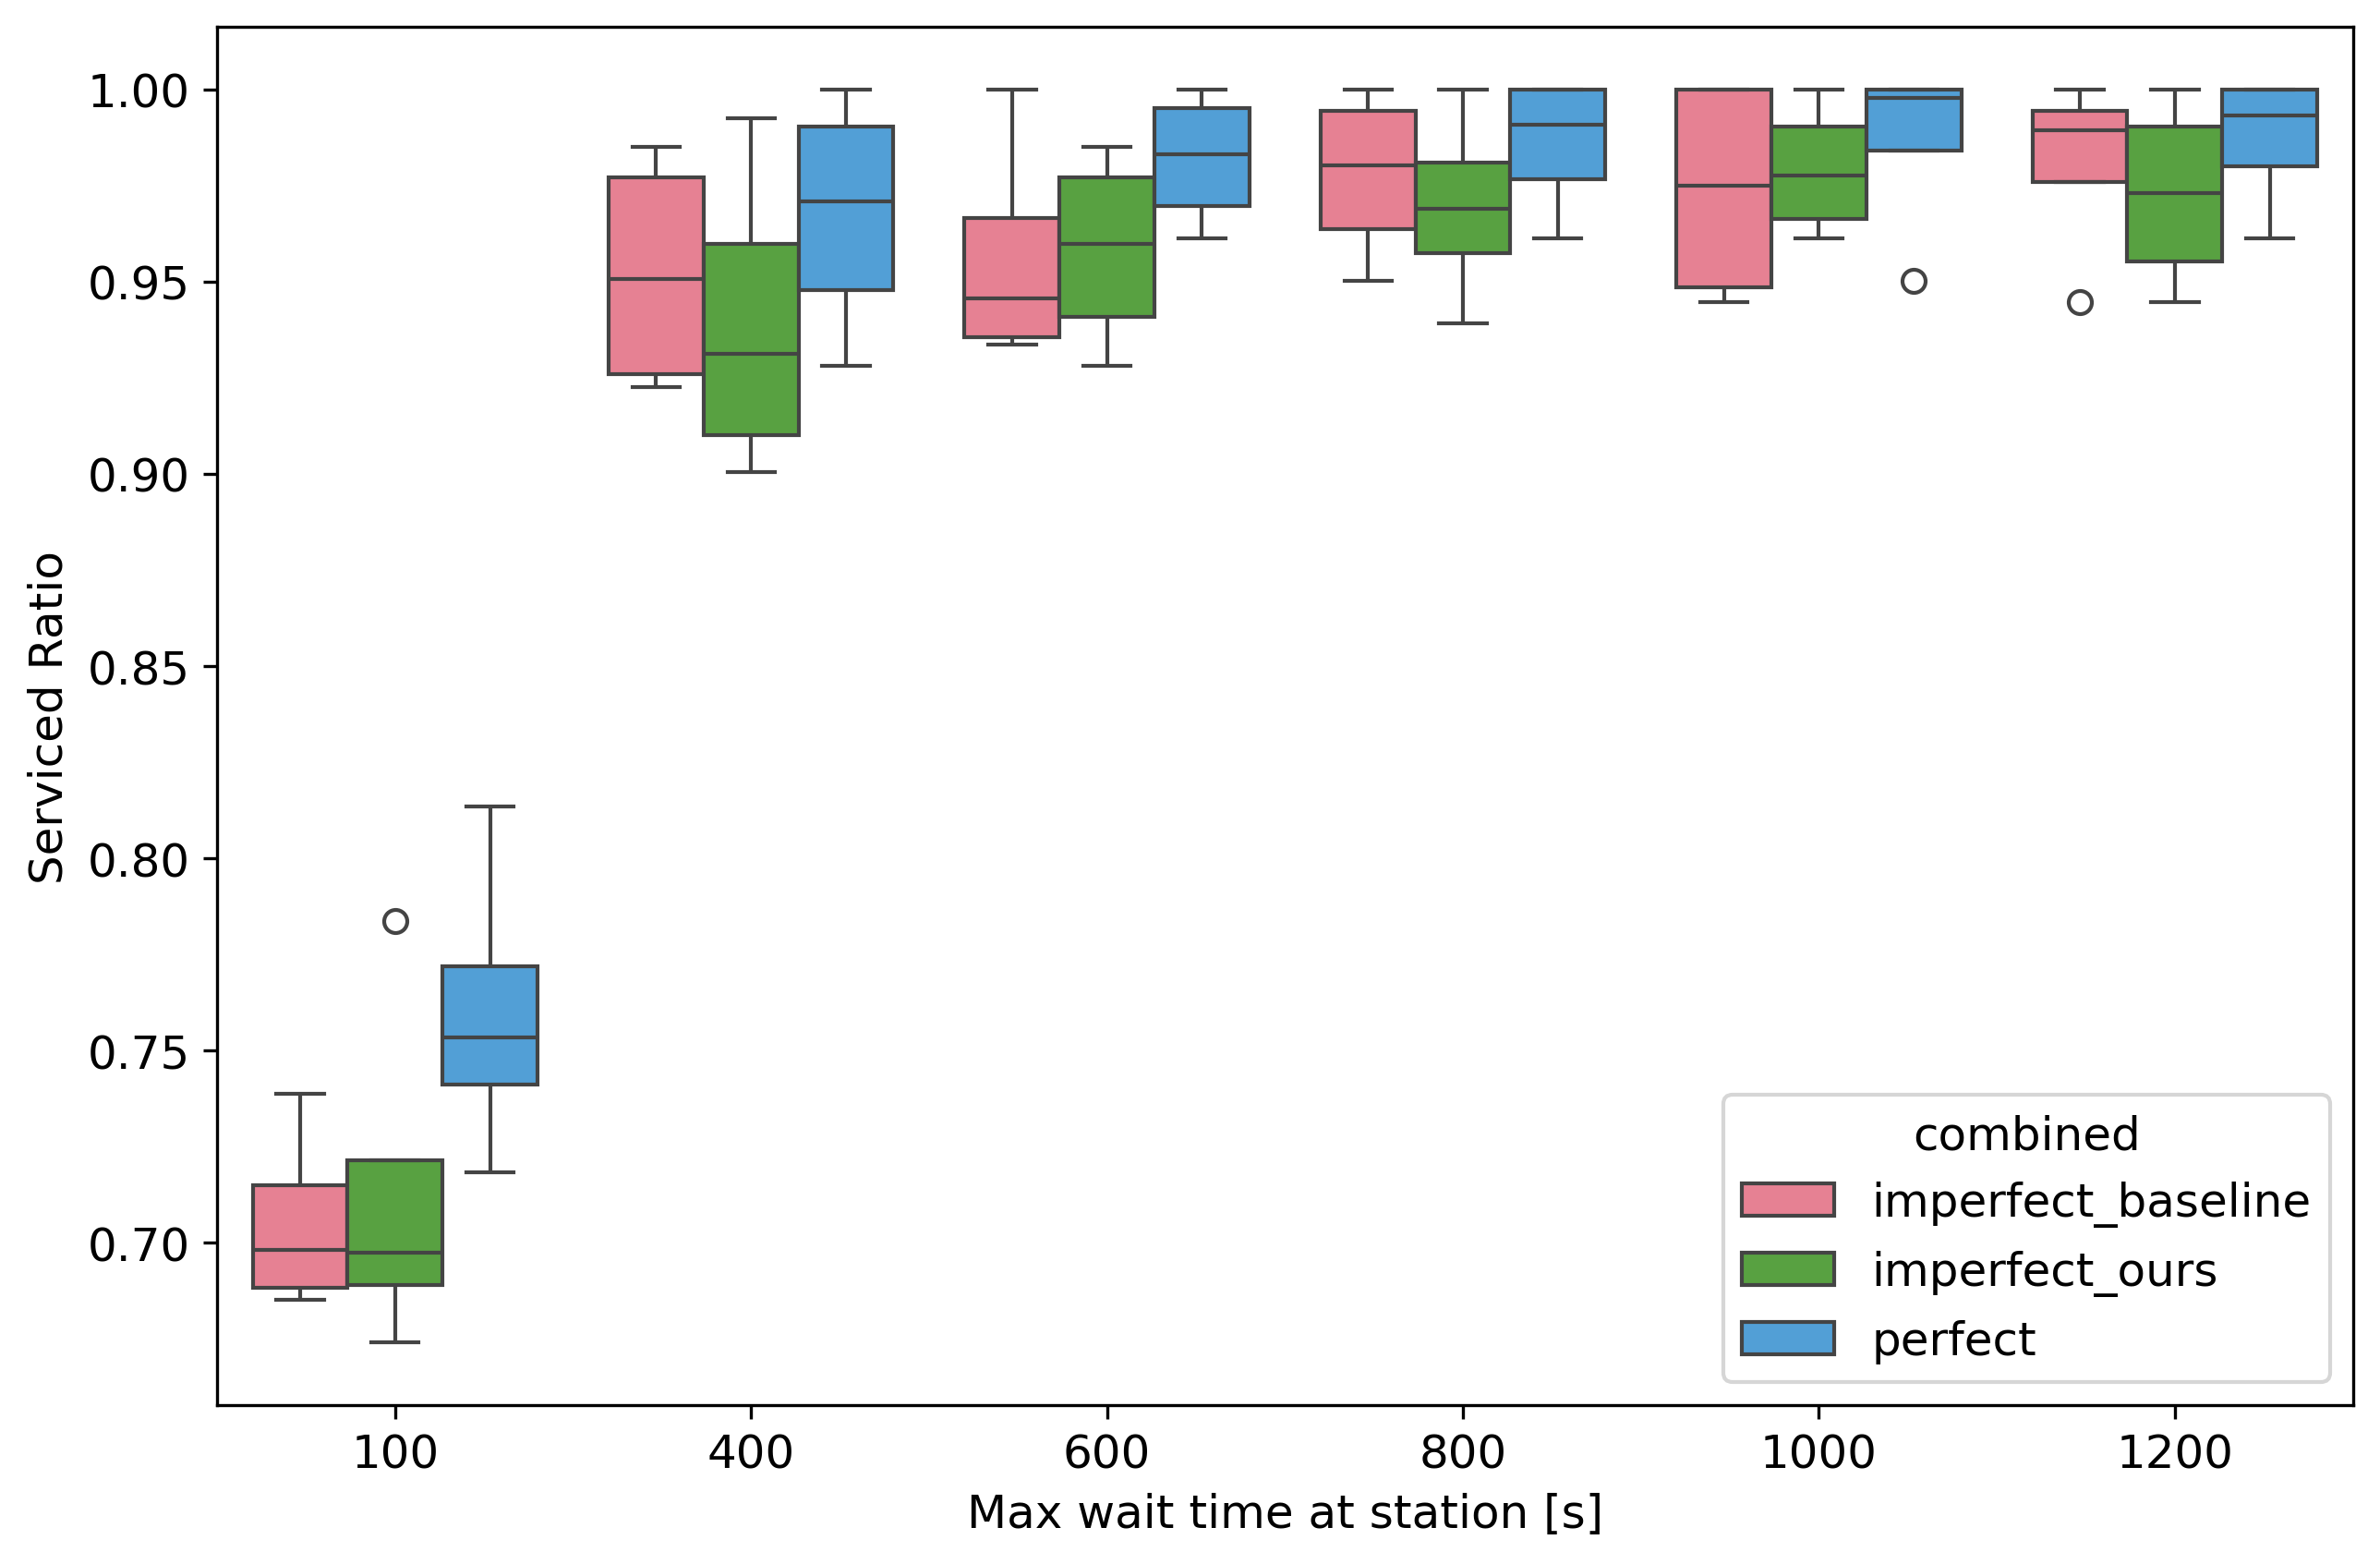 1.00
0.95
0.90
0.85
0.80
0.75
0.70
Serviced Ratio
100 400 600 800 1000 1200
Max wait time at station [s]
combined
imperfect_baseline
imperfect_ours
perfect